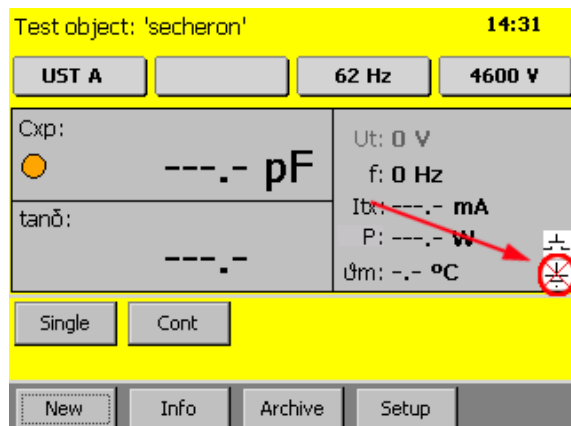 Test object: 'secheron' 14:31
UST A 62 Hz 4600 V
Cxp:
---.- pF
tanδ:
---.-
Ut: 0 V
f: 0 Hz
Itx: ---.- mA
P: ---.- W
ϑm: -.- ºC
Single Cont
New Info Archive Setup